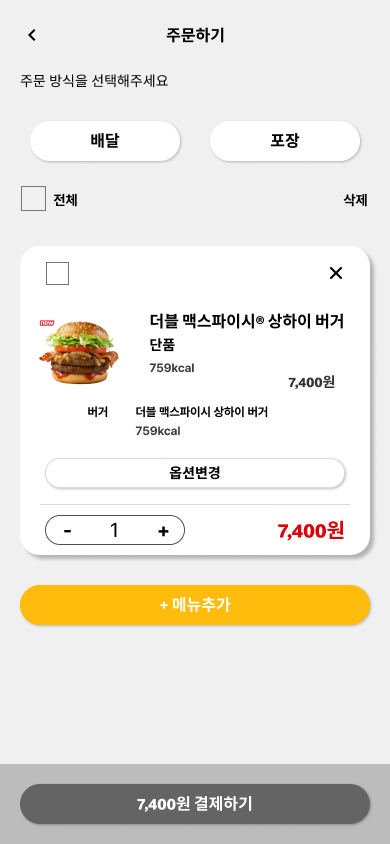 주문하기
주문 방식을 선택해주세요
배달
포장
전체
삭제
new
더블 맥스파이시® 상하이 버거
단품
759kcal
7,400원
버거
더블 맥스파이시 상하이 버거
759kcal
옵션변경
- 1 +
7,400원
+ 메뉴추가
7,400원 결제하기